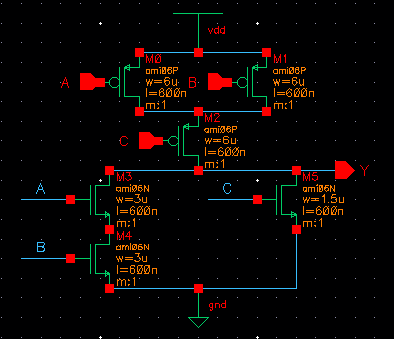 vdd
M0
M1
A
ami06P
w=6u
l=600n
m:1
B
ami06P
w=6u
l=600n
m:1
M2
C
ami06P
w=6u
l=600n
m:1
Y
M3
A
ami06N
w=3u
l=600n
m:1
M5
C
ami06N
w=1.5u
l=600n
m:1
M4
B
ami06N
w=3u
l=600n
m:1
gnd